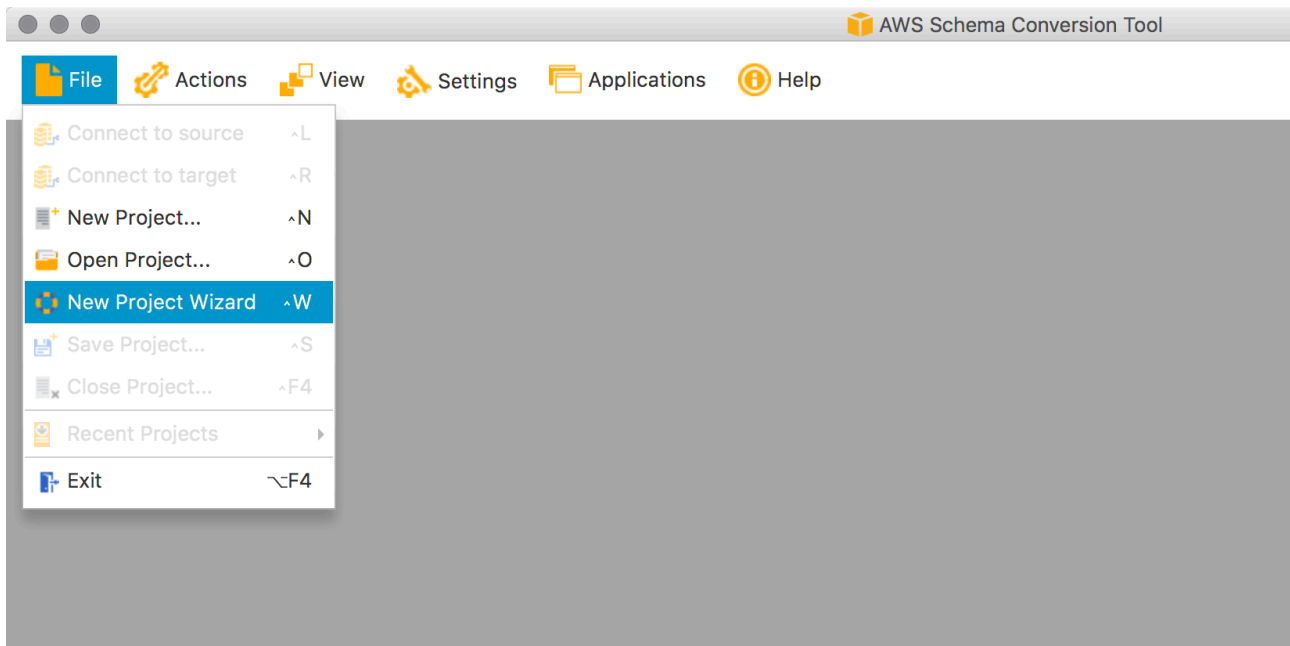 AWS Schema Conversion Tool
File Actions View Settings Applications Help
Connect to source ^L
Connect to target ^R
New Project... ^N
Open Project... ^O
New Project Wizard ^W
Save Project... ^S
Close Project... ^F4
Recent Projects
Exit ⌥F4